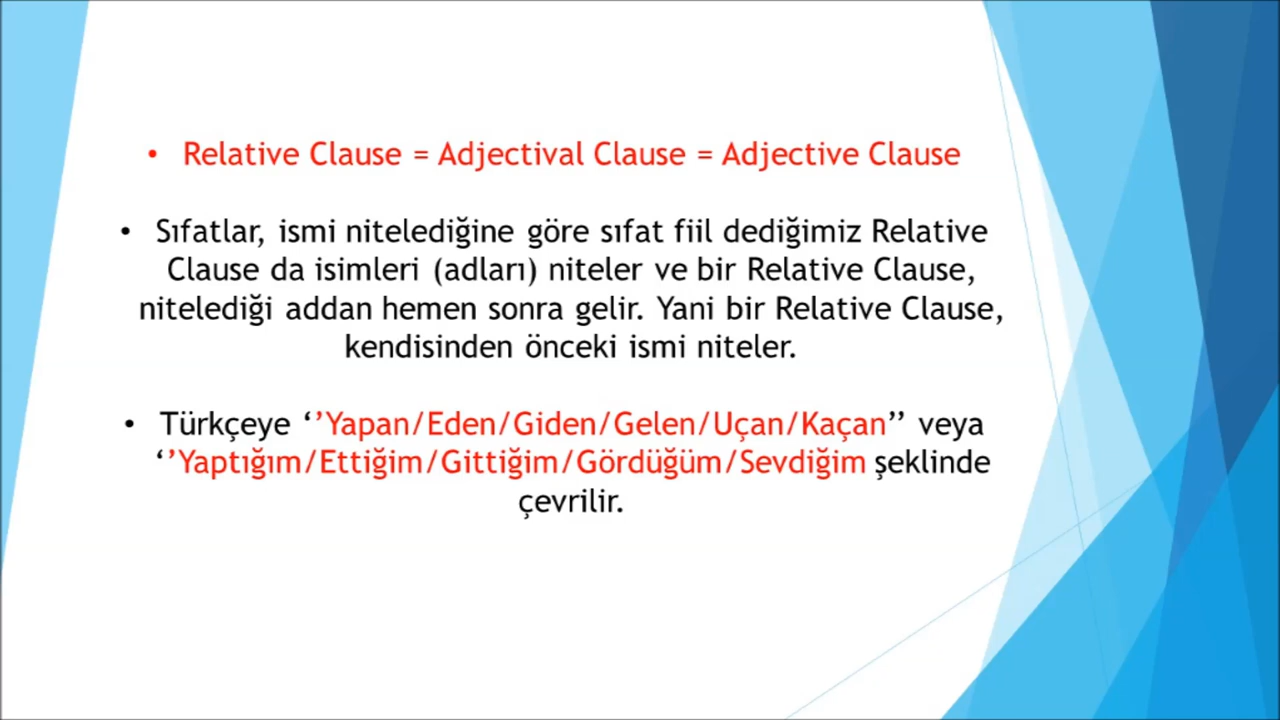 • Relative Clause = Adjectival Clause = Adjective Clause
• Sıfatlar, ismi nitelediğine göre sıfat fiil dediğimiz Relative
Clause da isimleri (adları) niteler ve bir Relative Clause,
nitelediği addan hemen sonra gelir. Yani bir Relative Clause,
kendisinden önceki ismi niteler.
• Türkçeye ‘’Yapan/Eden/Giden/Gelen/Uçan/Kaçan’’ veya
‘’Yaptığım/Ettiğim/Gittiğim/Gördüğüm/Sevdiğim şeklinde
çevrilir.